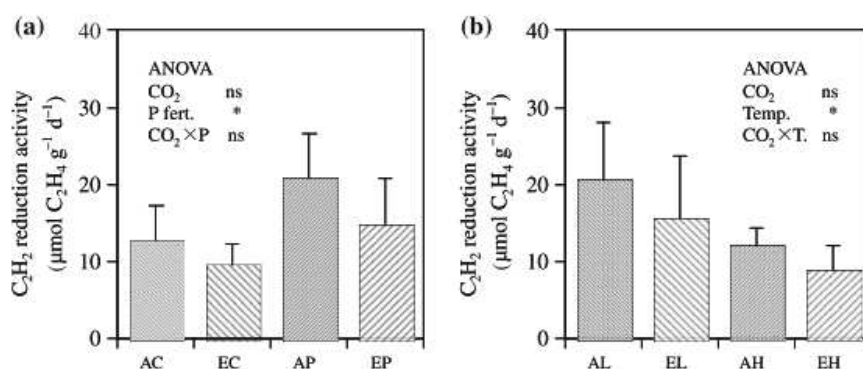 (a)
C₂H₂ reduction activity
(μmol C₂H₄ g⁻¹ d⁻¹)
40
30
20
10
0
ANOVA
CO₂ ns
P fert. *
CO₂×P ns
AC EC AP EP
(b)
C₂H₂ reduction activity
(μmol C₂H₄ g⁻¹ d⁻¹)
40
30
20
10
0
ANOVA
CO₂ ns
Temp. *
CO₂×T. ns
AL EL AH EH